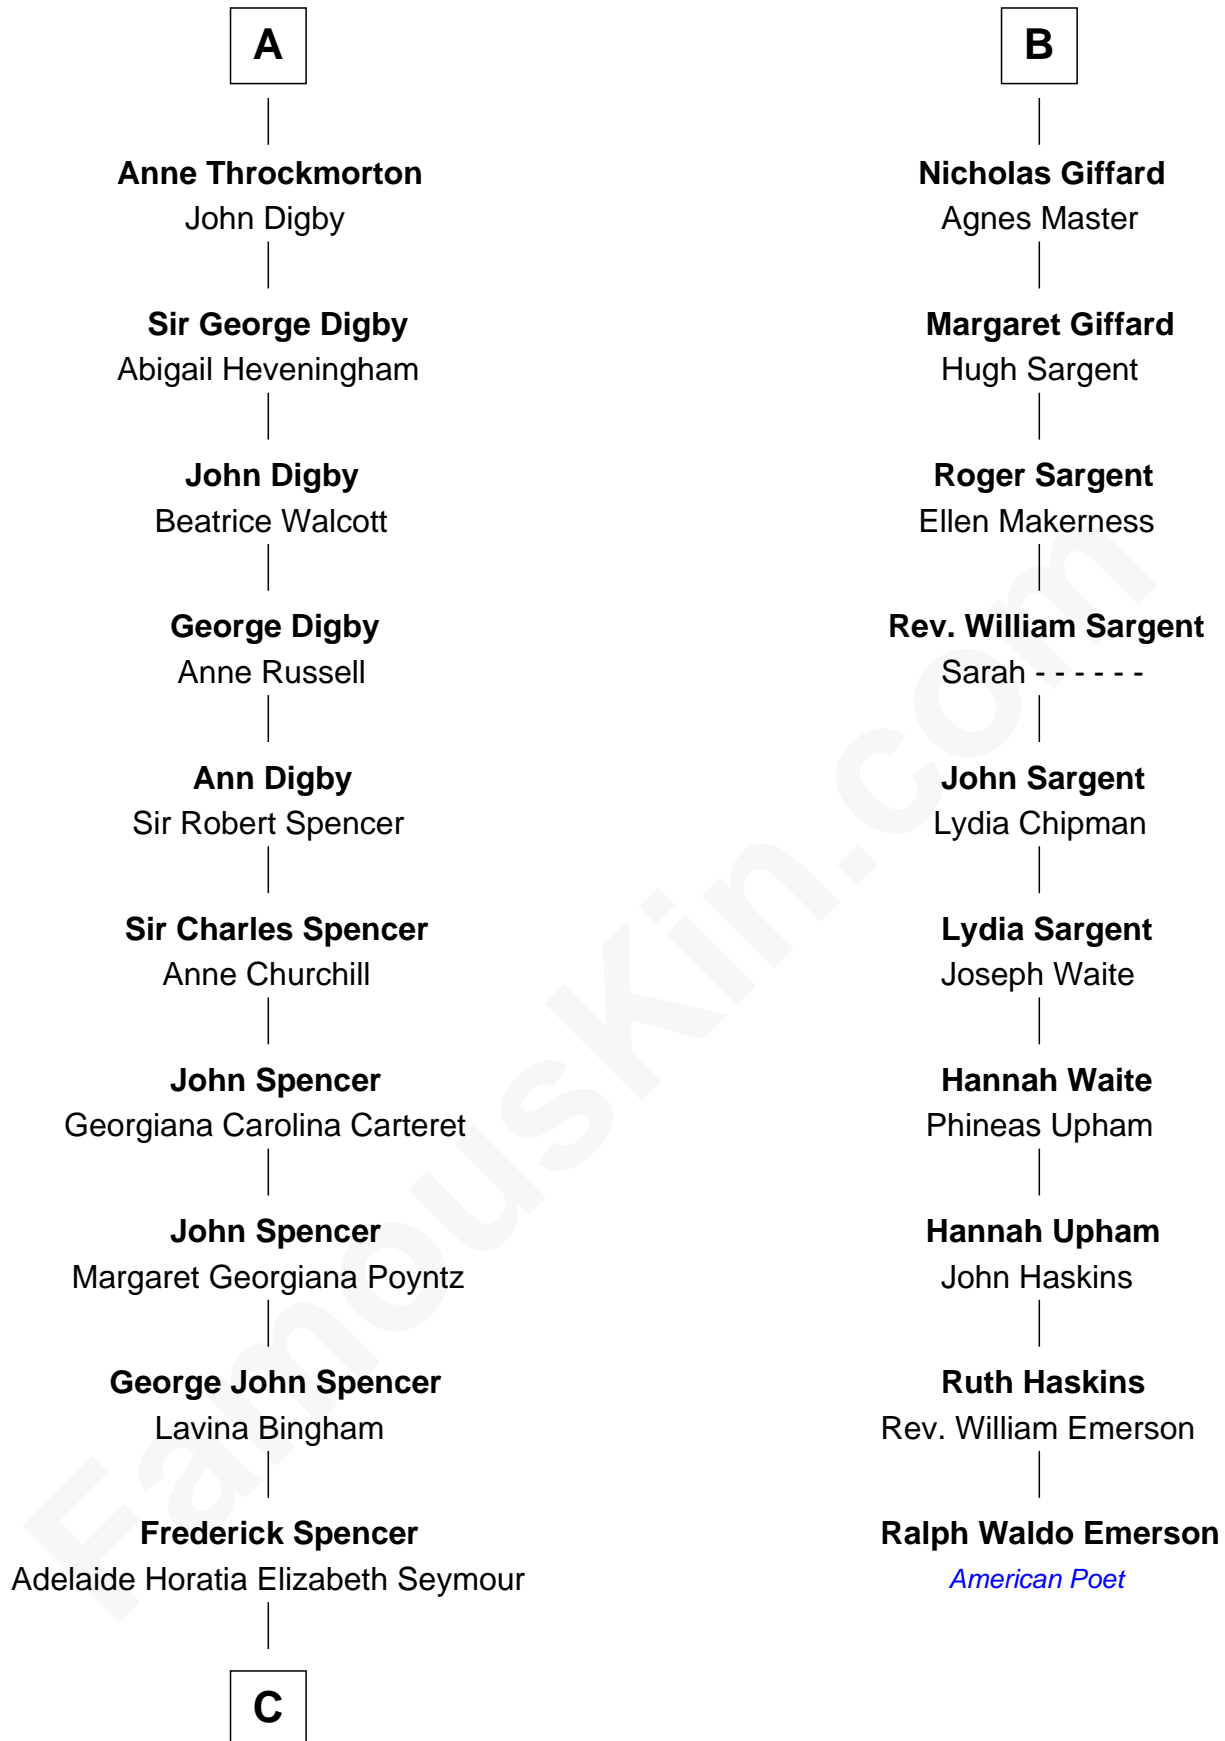 A
Anne Throckmorton
John Digby
Sir George Digby
Abigail Heveningham
John Digby
Beatrice Walcott
George Digby
Anne Russell
Ann Digby
Sir Robert Spencer
Sir Charles Spencer
Anne Churchill
John Spencer
Georgiana Carolina Carteret
John Spencer
Margaret Georgiana Poyntz
George John Spencer
Lavina Bingham
Frederick Spencer
Adelaide Horatia Elizabeth Seymour
C
B
Nicholas Giffard
Agnes Master
Margaret Giffard
Hugh Sargent
Roger Sargent
Ellen Makerness
Rev. William Sargent
Sarah - - - - - -
John Sargent
Lydia Chipman
Lydia Sargent
Joseph Waite
Hannah Waite
Phineas Upham
Hannah Upham
John Haskins
Ruth Haskins
Rev. William Emerson
Ralph Waldo Emerson
American Poet
FamousKin.com